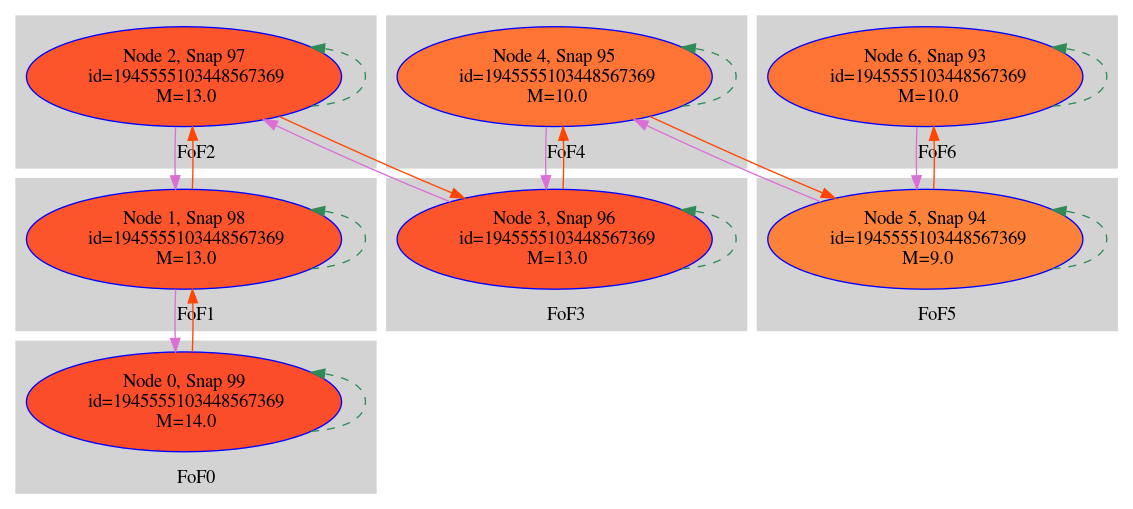 Node 2, Snap 97
id=1945555103448567369
M=13.0
FoF2
Node 4, Snap 95
id=1945555103448567369
M=10.0
FoF4
Node 6, Snap 93
id=1945555103448567369
M=10.0
FoF6
Node 1, Snap 98
id=1945555103448567369
M=13.0
FoF1
Node 3, Snap 96
id=1945555103448567369
M=13.0
FoF3
Node 5, Snap 94
id=1945555103448567369
M=9.0
FoF5
Node 0, Snap 99
id=1945555103448567369
M=14.0
FoF0